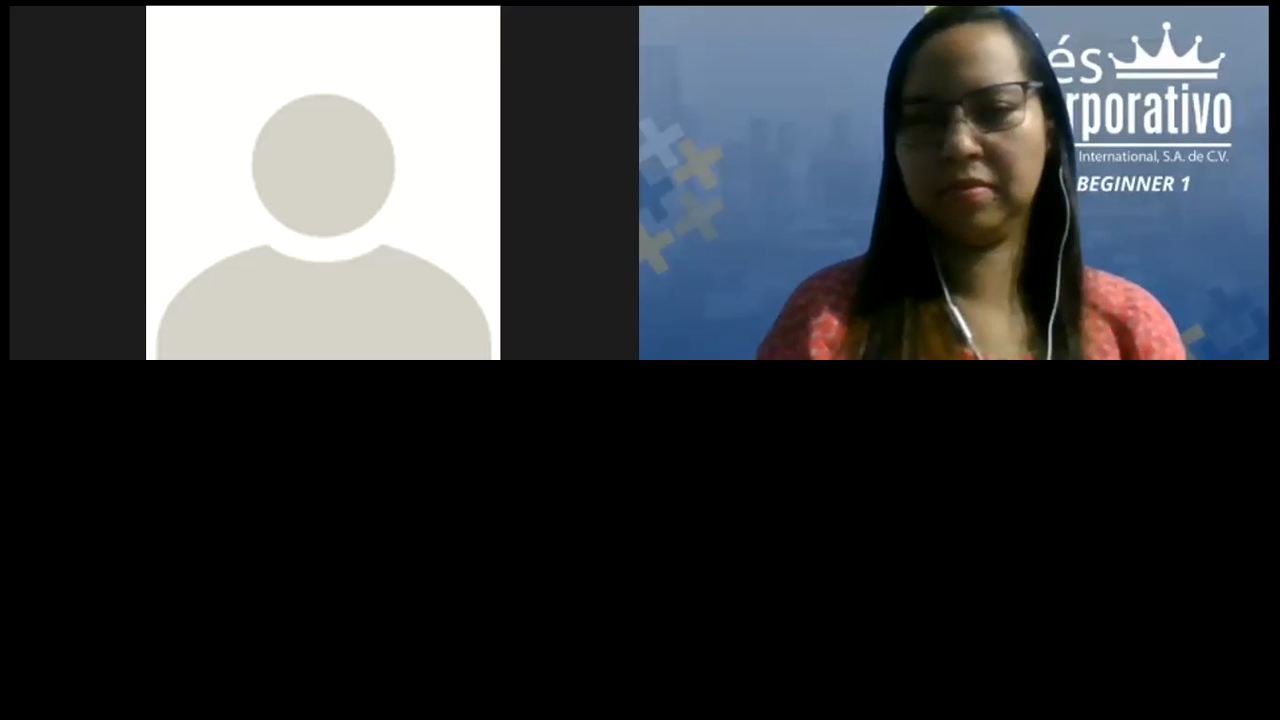 és
rporativo
International, S.A. de C.V.
BEGINNER 1